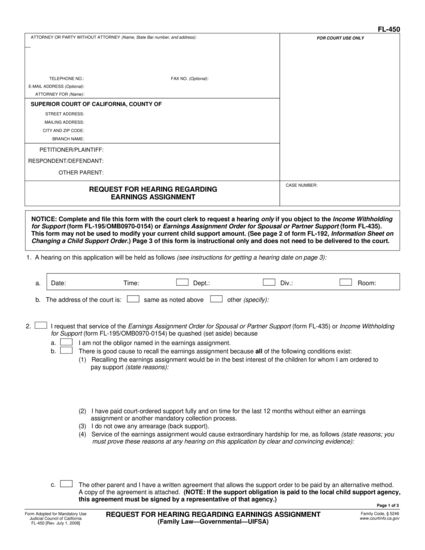 FL-450
ATTORNEY OR PARTY WITHOUT ATTORNEY (Name, State Bar number, and address):
FOR COURT USE ONLY
TELEPHONE NO.: FAX NO. (Optional):
E-MAIL ADDRESS (Optional):
ATTORNEY FOR (Name):
SUPERIOR COURT OF CALIFORNIA, COUNTY OF
STREET ADDRESS:
MAILING ADDRESS:
CITY AND ZIP CODE:
BRANCH NAME:
PETITIONER/PLAINTIFF:
RESPONDENT/DEFENDANT:
OTHER PARENT:
REQUEST FOR HEARING REGARDING
EARNINGS ASSIGNMENT
CASE NUMBER:
NOTICE: Complete and file this form with the court clerk to request a hearing only if you object to the Income Withholding
for Support (form FL-195/OMB0970-0154) or Earnings Assignment Order for Spousal or Partner Support (form FL-435).
This form may not be used to modify your current child support amount. (See page 2 of form FL-192, Information Sheet on
Changing a Child Support Order.) Page 3 of this form is instructional only and does not need to be delivered to the court.
1. A hearing on this application will be held as follows (see instructions for getting a hearing date on page 3):
a. Date: Time: Dept.: Div.: Room:
b. The address of the court is: same as noted above other (specify):
2. I request that service of the Earnings Assignment Order for Spousal or Partner Support (form FL-435) or Income Withholding
for Support (form FL-195/OMB0970-0154) be quashed (set aside) because
a. I am not the obligor named in the earnings assignment.
b. There is good cause to recall the earnings assignment because all of the following conditions exist:
(1) Recalling the earnings assignment would be in the best interest of the children for whom I am ordered to
pay support (state reasons):
(2) I have paid court-ordered support fully and on time for the last 12 months without either an earnings
assignment or another mandatory collection process.
(3) I do not owe any arrearage (back support).
(4) Service of the earnings assignment would cause extraordinary hardship for me, as follows (state reasons; you
must prove these reasons at any hearing on this application by clear and convincing evidence):
c. The other parent and I have a written agreement that allows the support order to be paid by an alternative method.
A copy of the agreement is attached. (NOTE: If the support obligation is paid to the local child support agency,
this agreement must be signed by a representative of that agency.)
Page 1 of 3
Form Adopted for Mandatory Use
Judicial Council of California
FL-450 [Rev. July 1, 2008]
REQUEST FOR HEARING REGARDING EARNINGS ASSIGNMENT
(Family Law—Governmental—UIFSA)
Family Code, § 5246
www.courtinfo.ca.gov